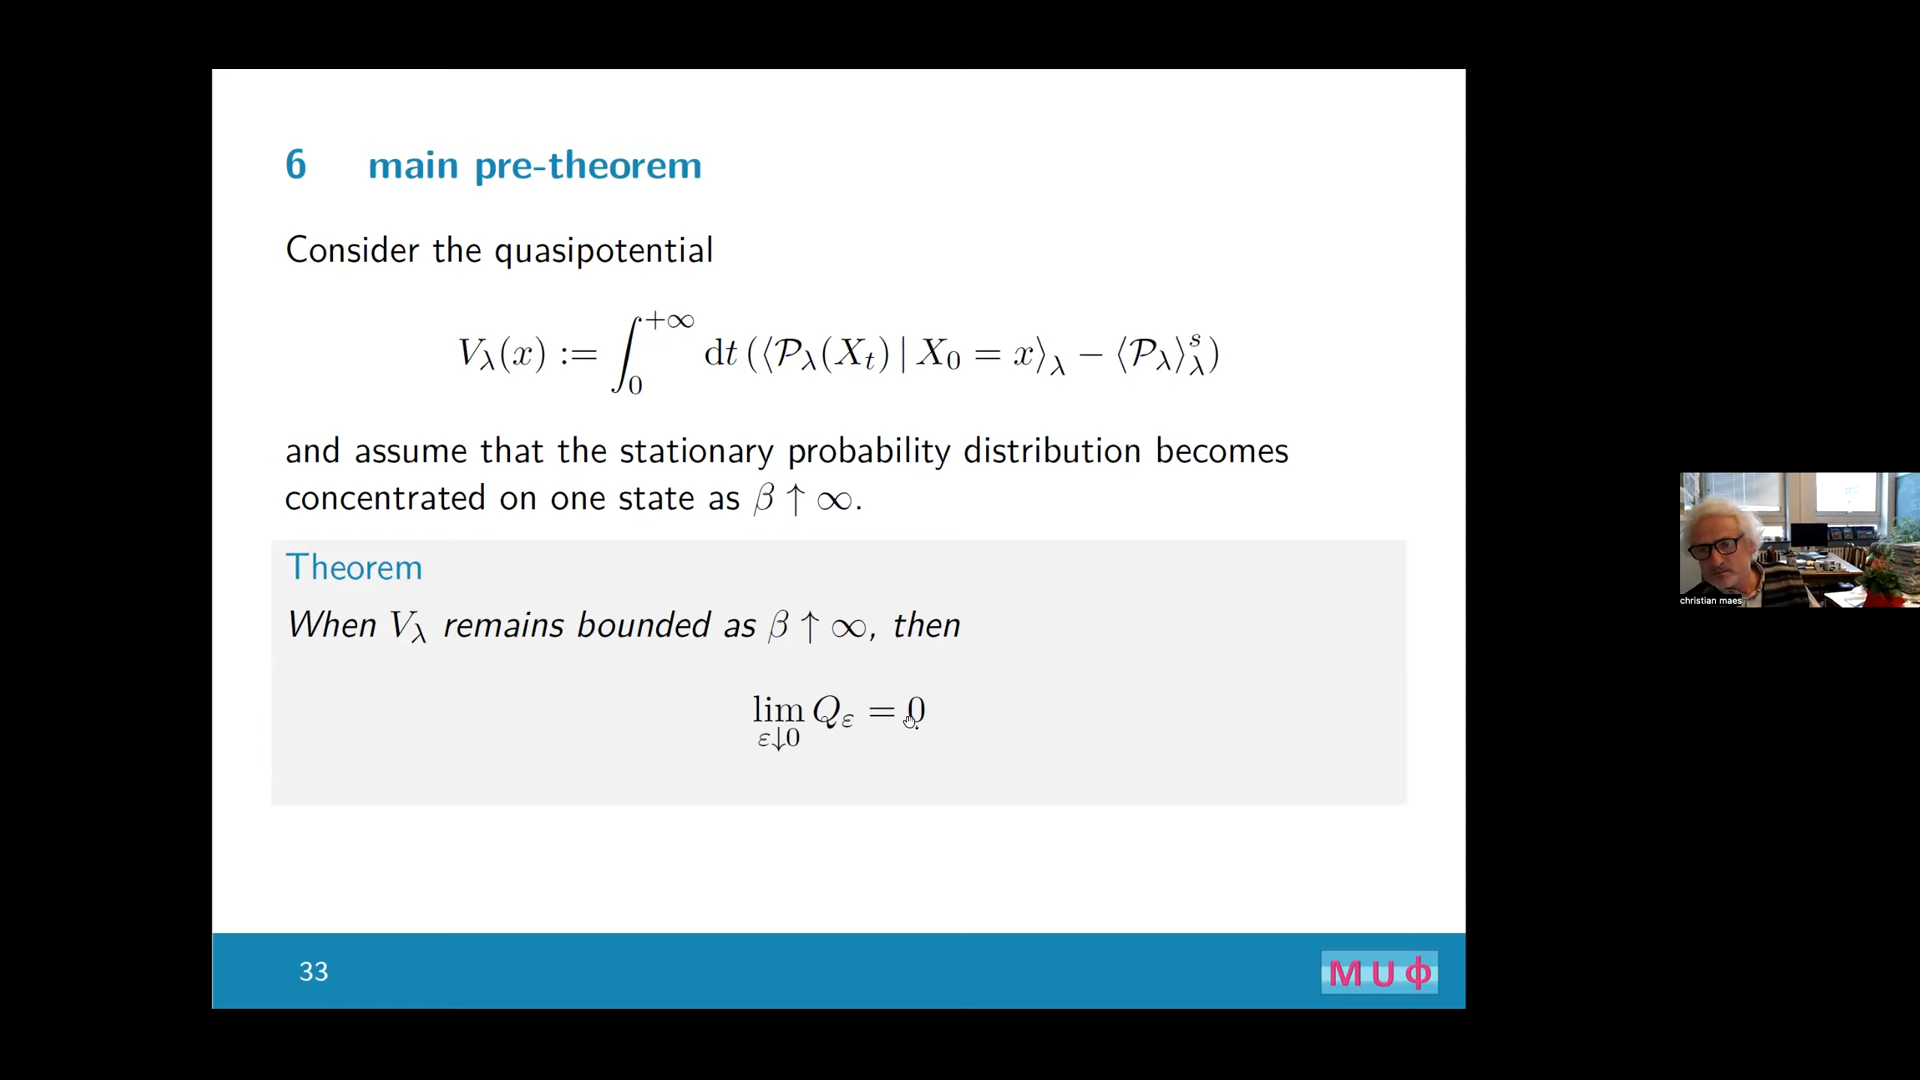 6 main pre-theorem
Consider the quasipotential
V_λ(x) := ∫_0^{+∞} dt (⟨𝒫_λ(X_t) | X_0 = x⟩_λ − ⟨𝒫_λ⟩_λ^s)
and assume that the stationary probability distribution becomes
concentrated on one state as β ↑ ∞.
Theorem
When V_λ remains bounded as β ↑ ∞, then
lim_{ε↓0} Q_ε = 0
33
MUΦ
christian maes